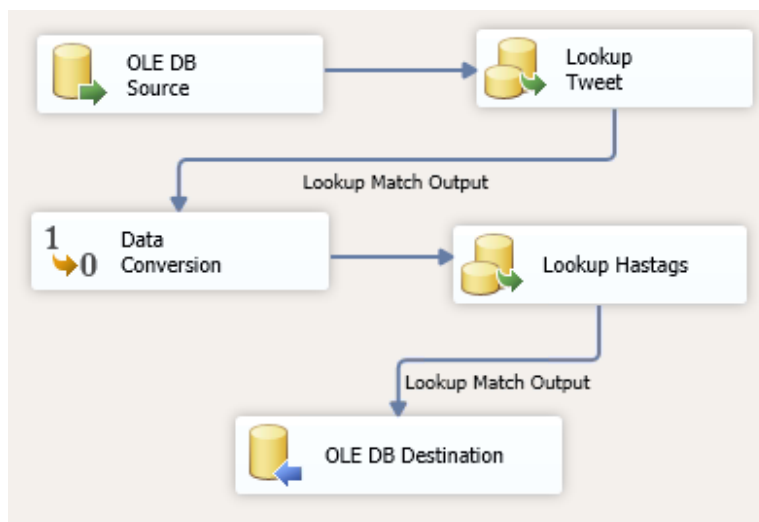 OLE DB
Source
Lookup
Tweet
Lookup Match Output
1
0
Data
Conversion
Lookup Hastags
Lookup Match Output
OLE DB Destination